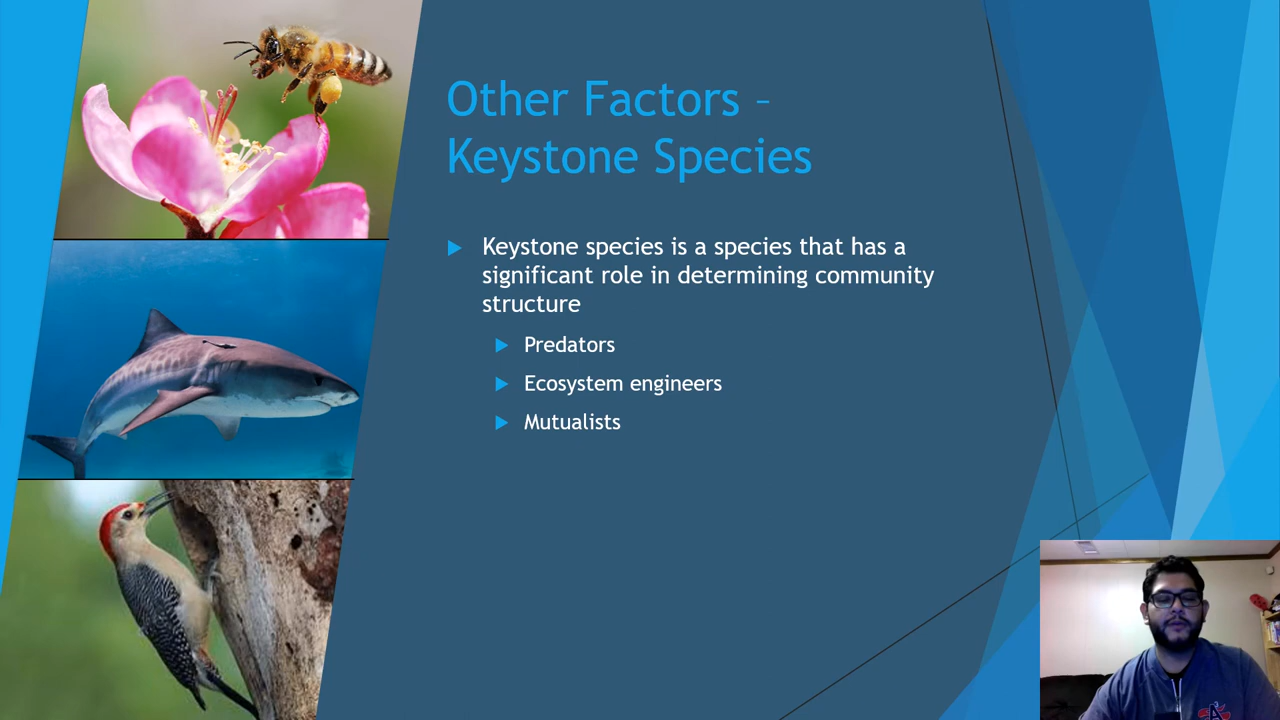 Other Factors –
Keystone Species
Keystone species is a species that has a
significant role in determining community
structure
Predators
Ecosystem engineers
Mutualists